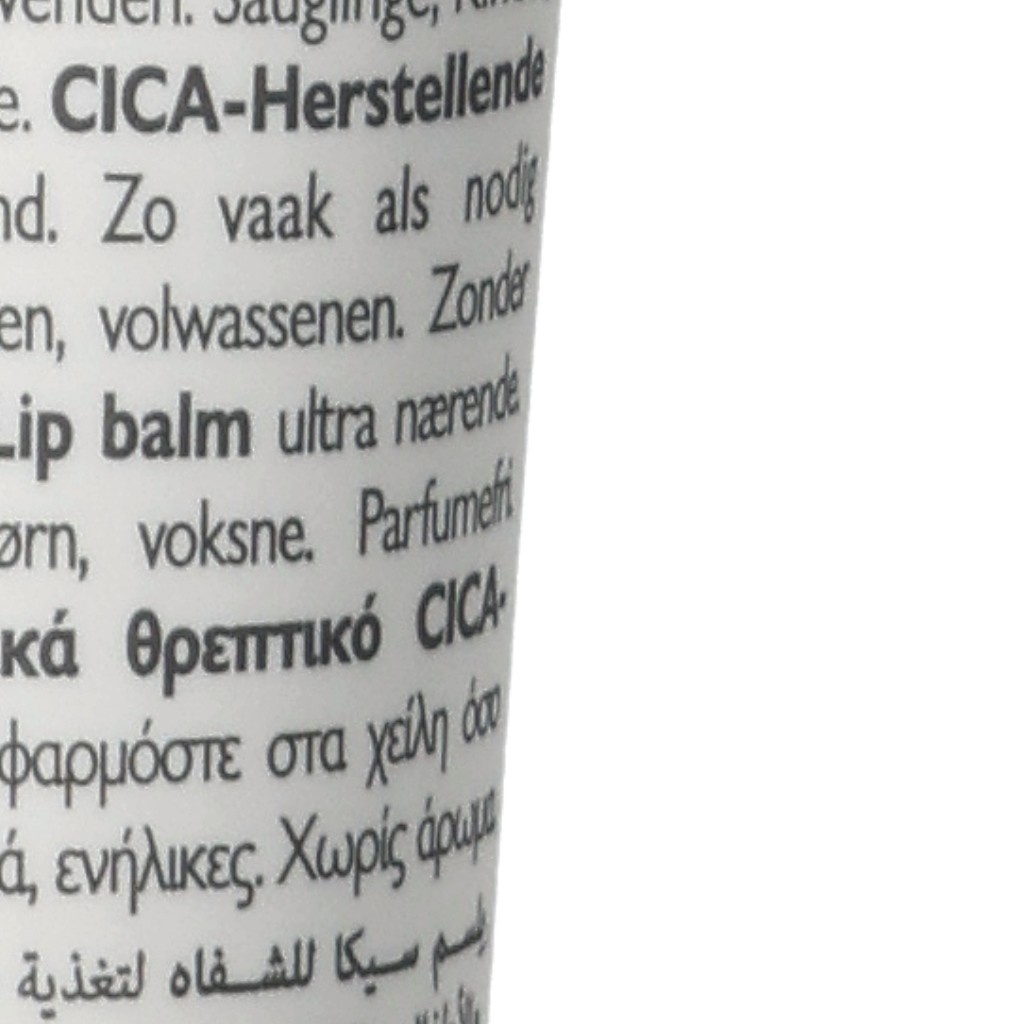 Säuglinge,
e. CICA-Herstellende
nd. Zo vaak als nodig
en, volwassenen. Zonder
Lip balm ultra nærende
ørn, voksne. Parfumefri.
κά θρεπτικό CICA-
φαρμόστε στα χείλη όσο
ά, ενήλικες. Χωρίς άρωμα
بلسم سيكا للشفاه لتغذية